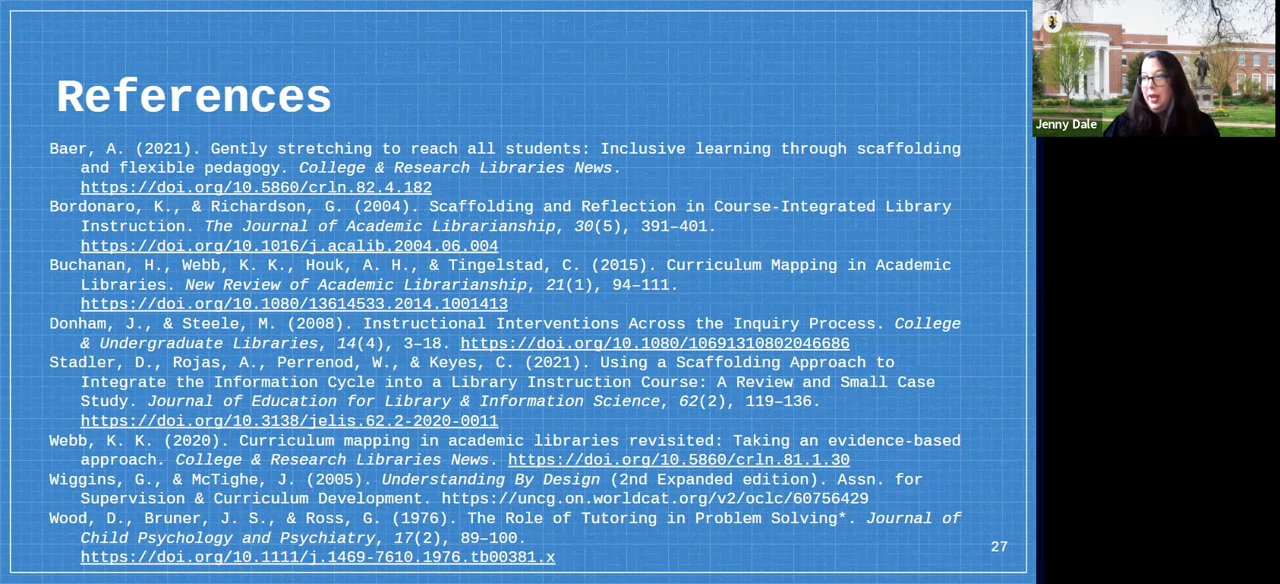 References
Jenny Dale
Baer, A. (2021). Gently stretching to reach all students: Inclusive learning through scaffolding
and flexible pedagogy. College & Research Libraries News.
https://doi.org/10.5860/crln.82.4.182
Bordonaro, K., & Richardson, G. (2004). Scaffolding and Reflection in Course-Integrated Library
Instruction. The Journal of Academic Librarianship, 30(5), 391–401.
https://doi.org/10.1016/j.acalib.2004.06.004
Buchanan, H., Webb, K. K., Houk, A. H., & Tingelstad, C. (2015). Curriculum Mapping in Academic
Libraries. New Review of Academic Librarianship, 21(1), 94–111.
https://doi.org/10.1080/13614533.2014.1001413
Donham, J., & Steele, M. (2008). Instructional Interventions Across the Inquiry Process. College
& Undergraduate Libraries, 14(4), 3–18. https://doi.org/10.1080/10691310802046686
Stadler, D., Rojas, A., Perrenod, W., & Keyes, C. (2021). Using a Scaffolding Approach to
Integrate the Information Cycle into a Library Instruction Course: A Review and Small Case
Study. Journal of Education for Library & Information Science, 62(2), 119–136.
https://doi.org/10.3138/jelis.62.2-2020-0011
Webb, K. K. (2020). Curriculum mapping in academic libraries revisited: Taking an evidence-based
approach. College & Research Libraries News. https://doi.org/10.5860/crln.81.1.30
Wiggins, G., & McTighe, J. (2005). Understanding By Design (2nd Expanded edition). Assn. for
Supervision & Curriculum Development. https://uncg.on.worldcat.org/v2/oclc/60756429
Wood, D., Bruner, J. S., & Ross, G. (1976). The Role of Tutoring in Problem Solving*. Journal of
Child Psychology and Psychiatry, 17(2), 89–100.
https://doi.org/10.1111/j.1469-7610.1976.tb00381.x
27